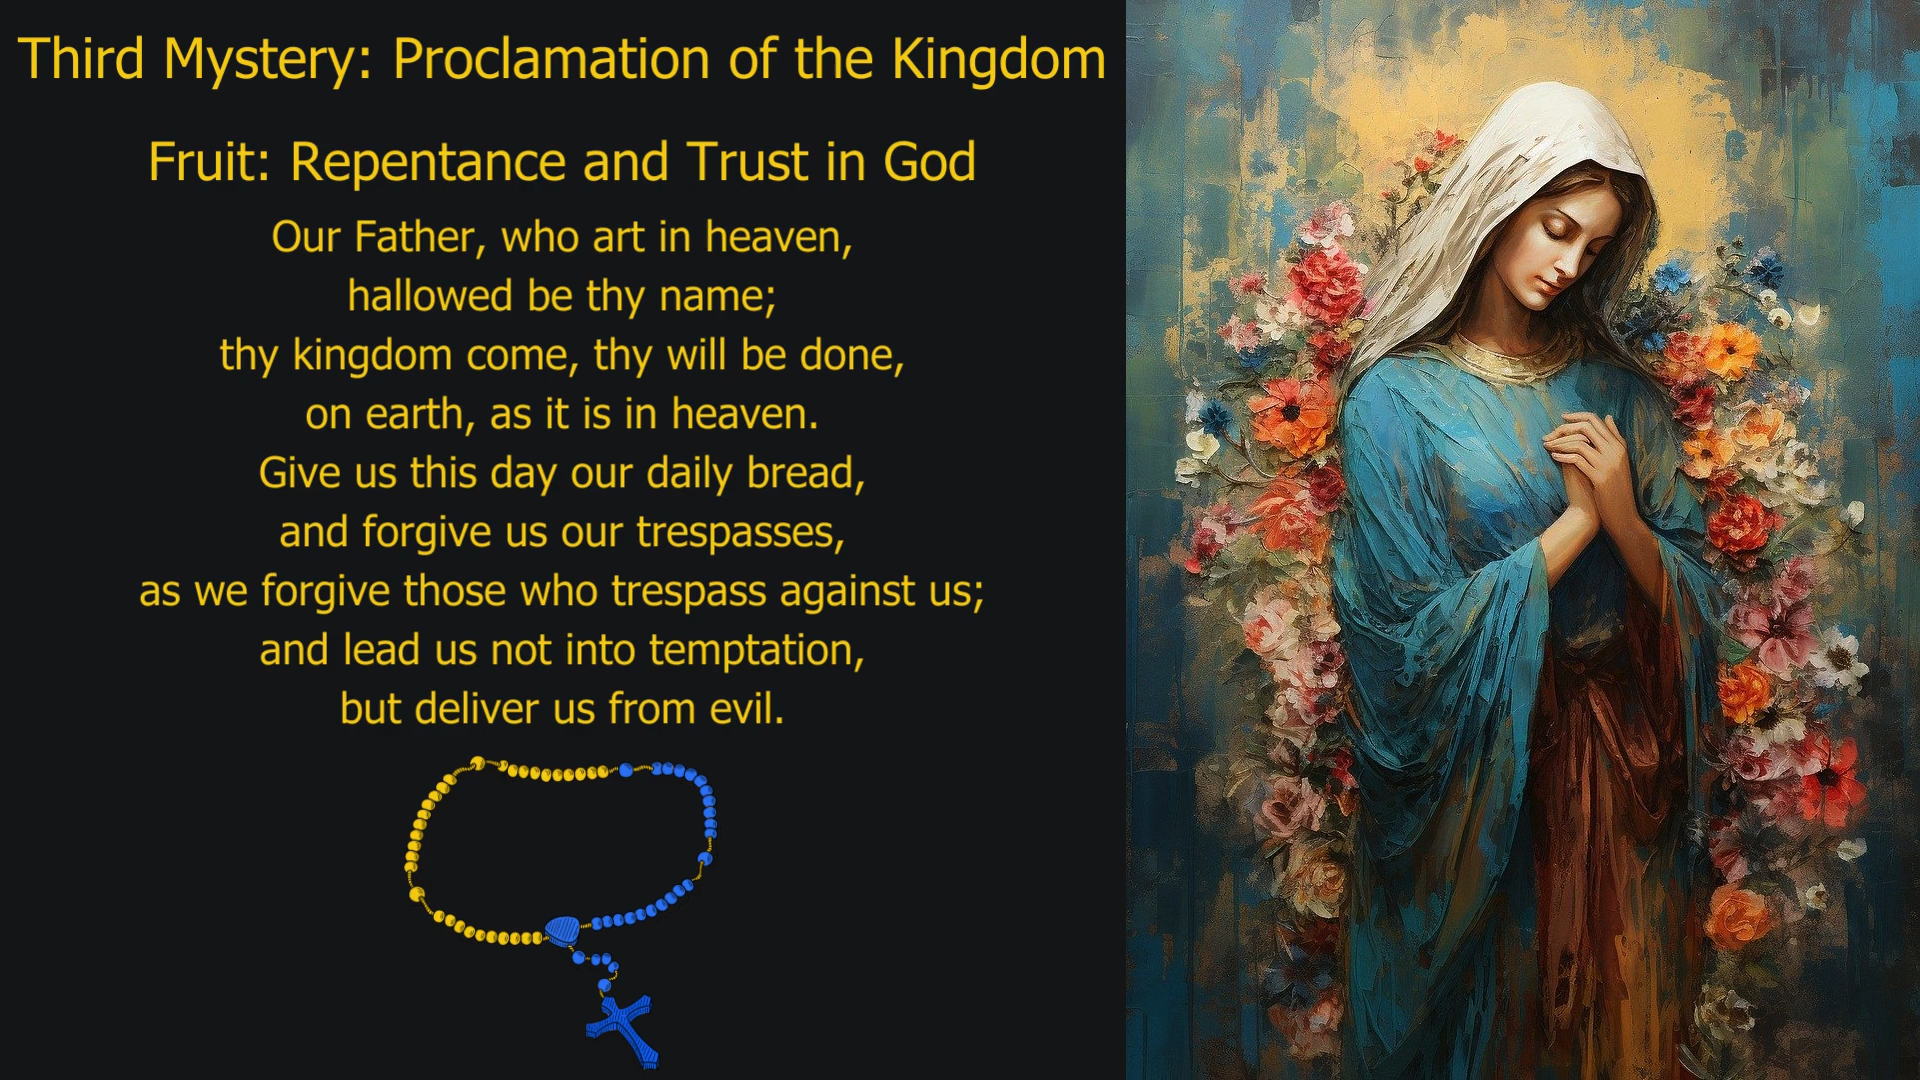 Third Mystery: Proclamation of the Kingdom
Fruit: Repentance and Trust in God
Our Father, who art in heaven,
hallowed be thy name;
thy kingdom come, thy will be done,
on earth, as it is in heaven.
Give us this day our daily bread,
and forgive us our trespasses,
as we forgive those who trespass against us;
and lead us not into temptation,
but deliver us from evil.